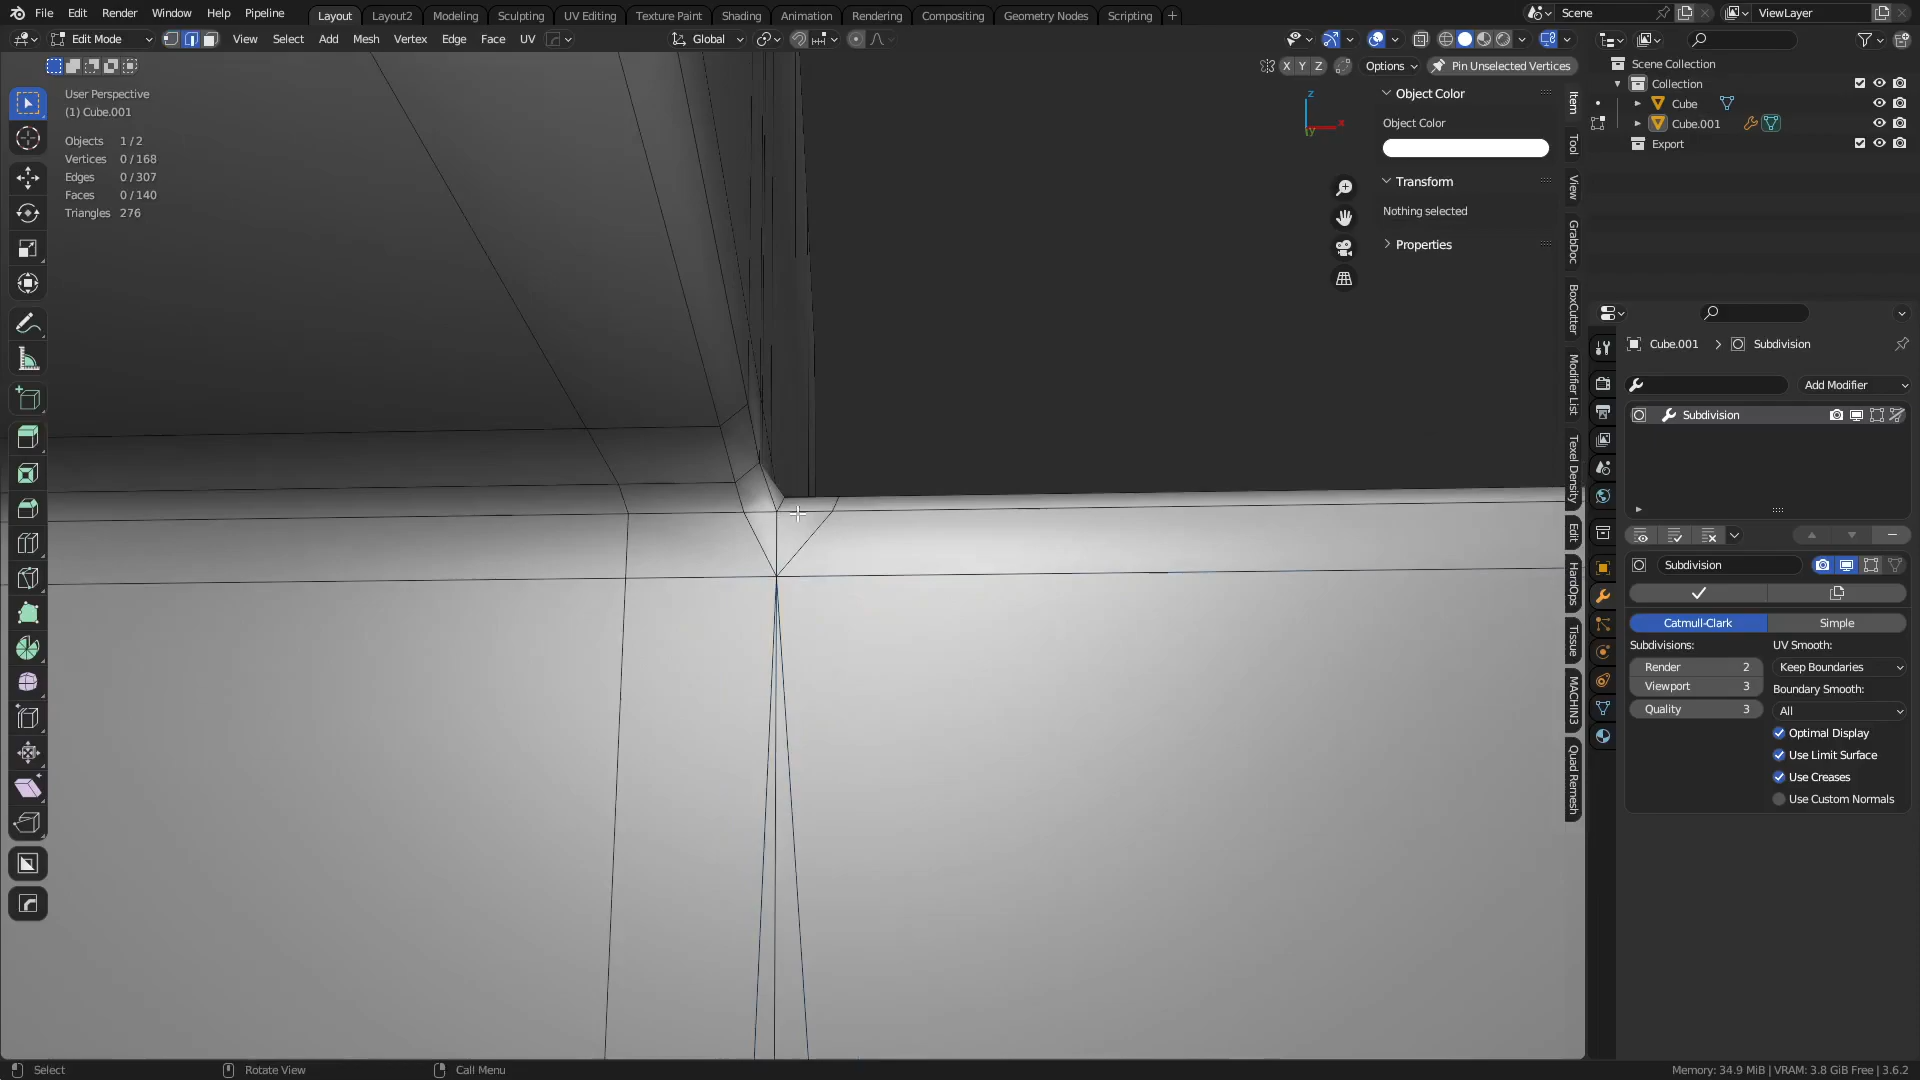 File Edit Render Window Help Pipeline Layout Layout2 Modeling Sculpting UV Editing Texture Paint Shading Animation Rendering Compositing Geometry Nodes Scripting Scene ViewLayer
Edit Mode View Select Add Mesh Vertex Edge Face UV Global
X Y Z Options Pin Unselected Vertices
User Perspective
(1) Cube.001
Objects 1 / 2
Vertices 0 / 168
Edges 0 / 307
Faces 0 / 140
Triangles 276
Z
X
Y
Object Color
Object Color
Transform
Nothing selected
Properties
Item
Tool
View
GrabDoc
BoxCutter
Modifier List
Texel Density
Edit
HardOps
Tissue
MACHIN3
Quad Remesh
Scene Collection
Collection
Cube
Cube.001
Export
Cube.001 > Subdivision
Add Modifier
Subdivision
Subdivision
Catmull-Clark Simple
Subdivisions: UV Smooth:
Render 2 Keep Boundaries
Viewport 3 Boundary Smooth:
Quality 3 All
Optimal Display
Use Limit Surface
Use Creases
Use Custom Normals
Select Rotate View Call Menu Memory: 34.9 MiB | VRAM: 3.8 GiB Free | 3.6.2